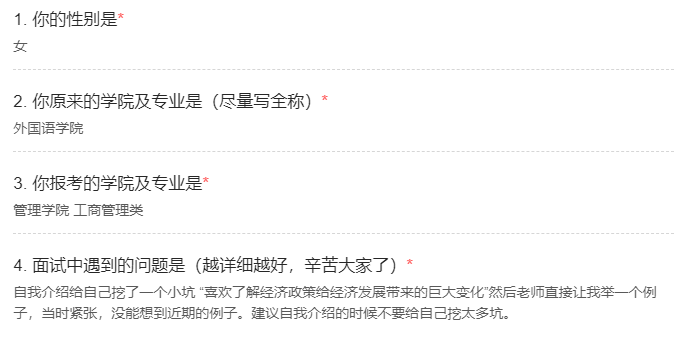 1. 你的性别是*
女
2. 你原来的学院及专业是（尽量写全称）*
外国语学院
3. 你报考的学院及专业是*
管理学院 工商管理类
4. 面试中遇到的问题是（越详细越好，辛苦大家了）*
自我介绍给自己挖了一个小坑 “喜欢了解经济政策给经济发展带来的巨大变化”然后老师直接让我举一个例
子，当时紧张，没能想到近期的例子。建议自我介绍的时候不要给自己挖太多坑。